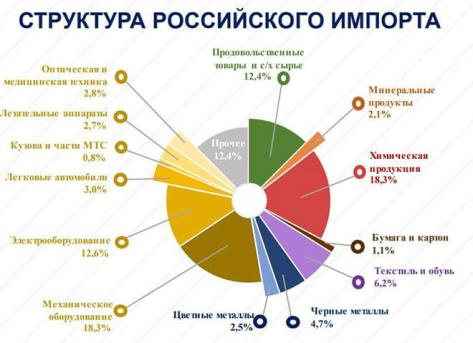 СТРУКТУРА РОССИЙСКОГО ИМПОРТА
Продовольственные
товары и с/х сырье
12,4%
Оптическая и
медицинская техника
2,8%
Минеральные
продукты
2,1%
Летательные аппараты
2,7%
Прочее
12,4%
Кузова и части МТС
0,8%
Химическая
продукция
18,3%
Легковые автомобили
3,0%
Электрооборудование
12,6%
Бумага и картон
1,1%
Текстиль и обувь
6,2%
Механическое
оборудование
18,3%
Цветные металлы
2,5%
Черные металлы
4,7%